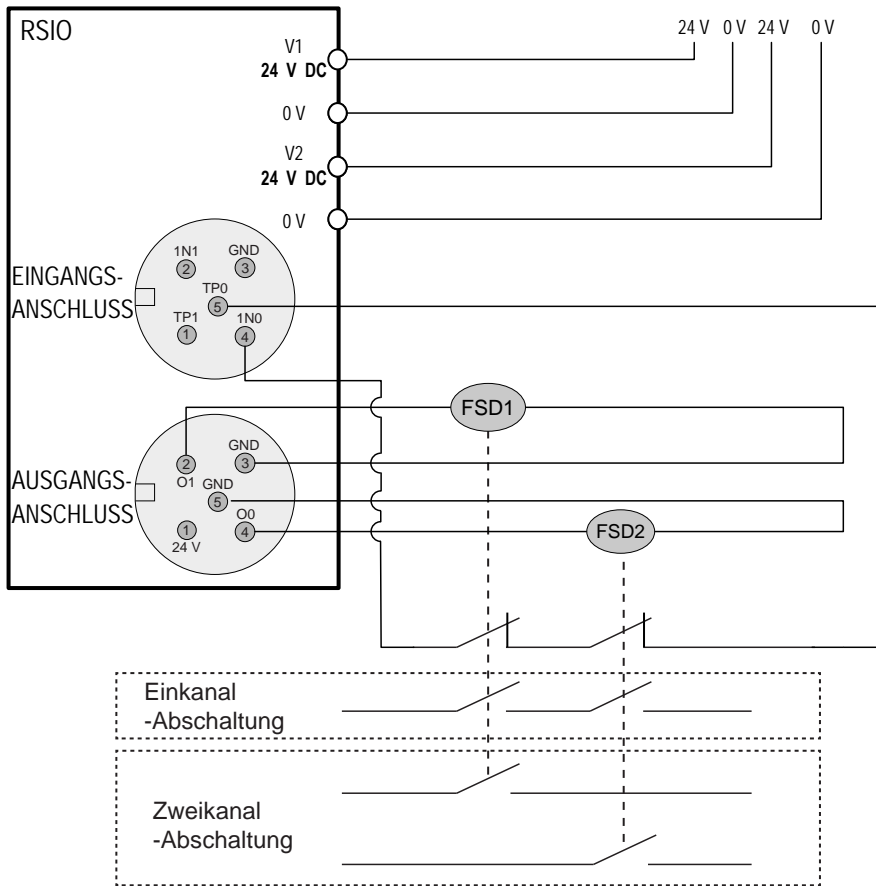 RSIO
24 V 0 V 24 V 0 V
V1
24 V DC
0 V
V2
24 V DC
0 V
EINGANGS-
ANSCHLUSS
1N1
2
GND
3
TP0
5
TP1
1
1N0
4
FSD1
AUSGANGS-
ANSCHLUSS
2
O1
GND
3
GND
5
O0
4
1
24 V
FSD2
Einkanal
-Abschaltung
Zweikanal
-Abschaltung